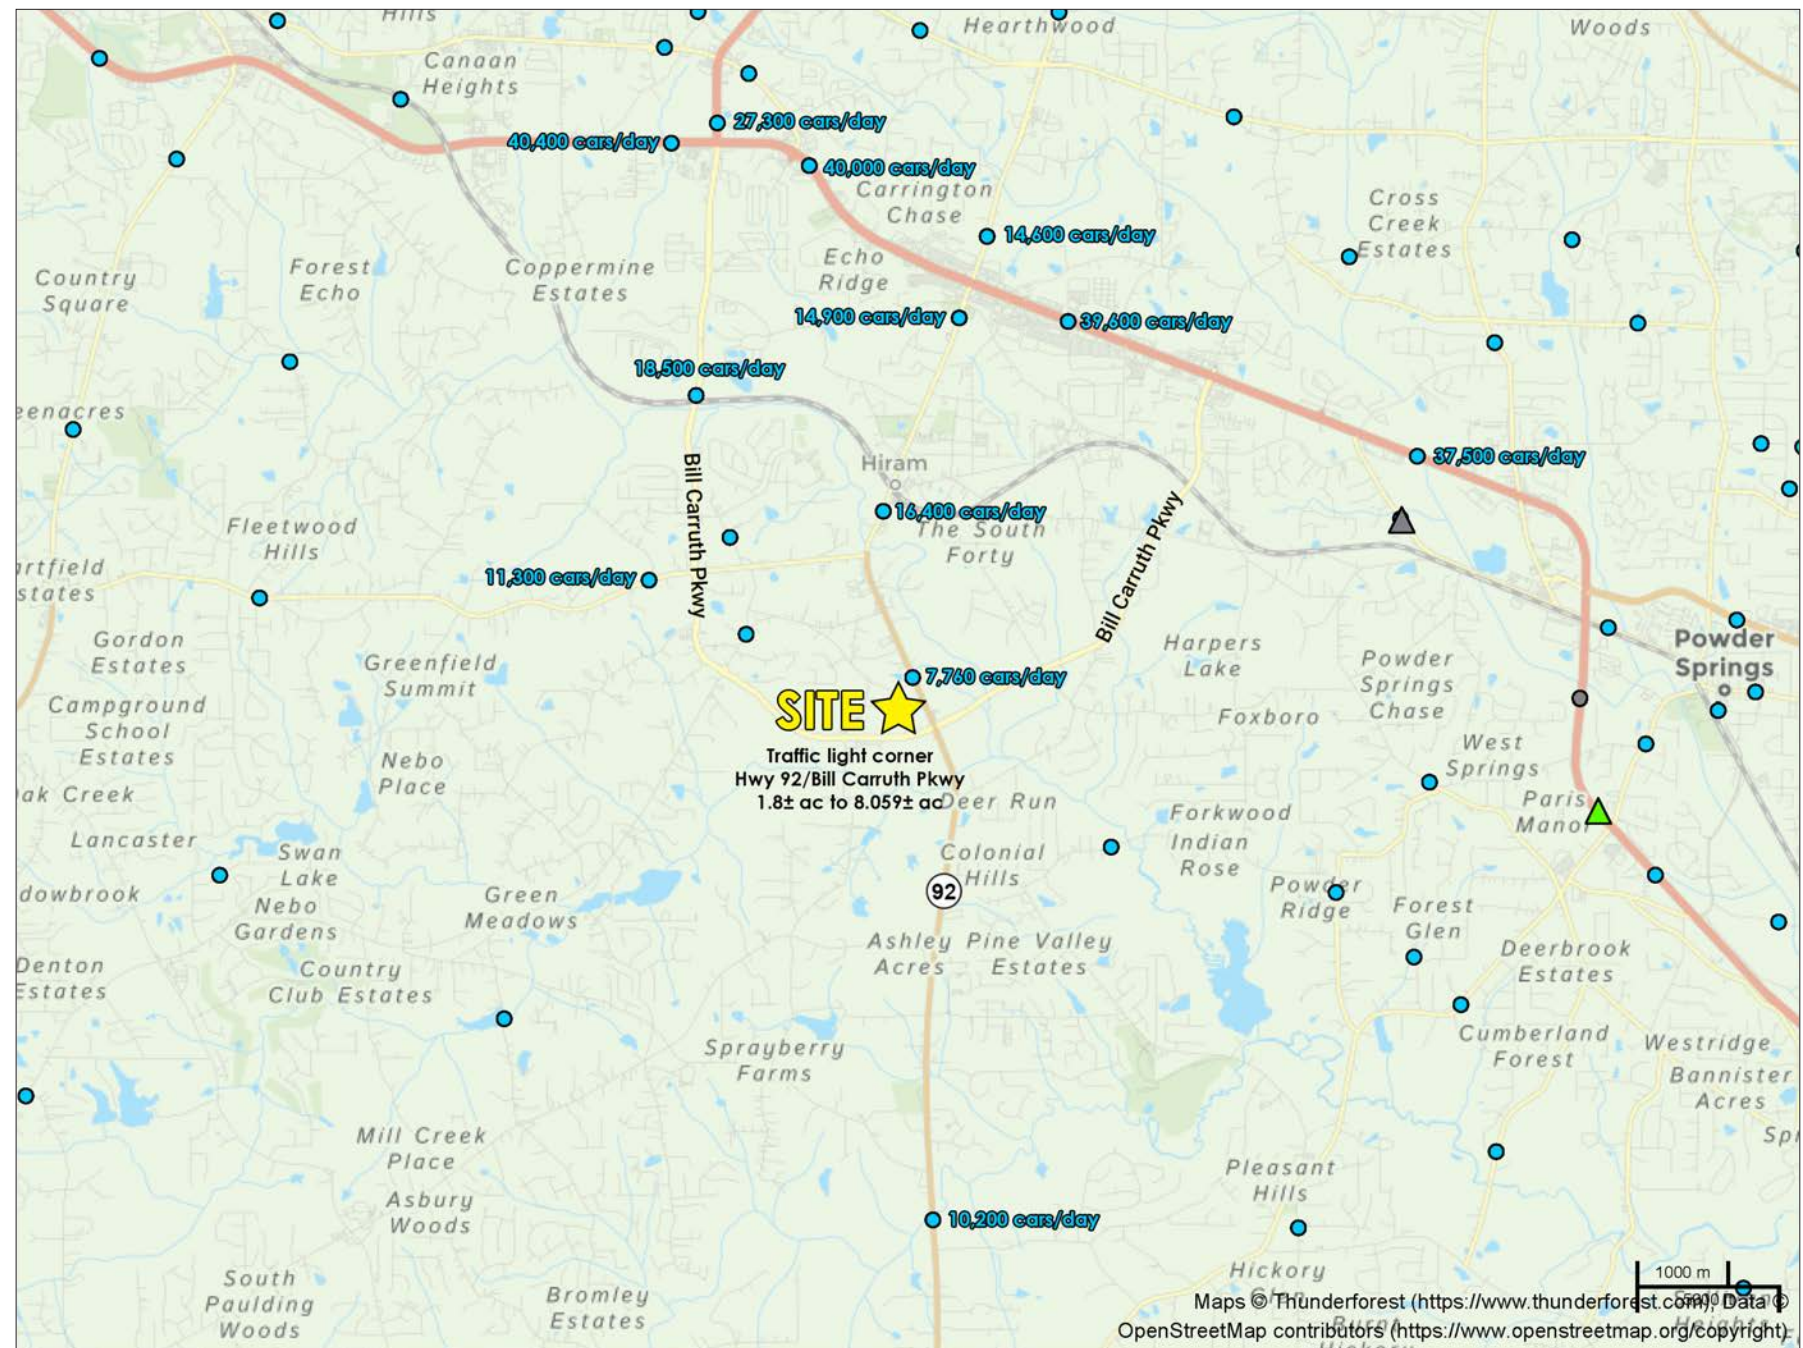 Hills
Hearthwood
Woods
Canaan
Heights
27,300 cars/day
40,400 cars/day
40,000 cars/day
Carrington
Chase
Cross
Creek
Estates
14,600 cars/day
Echo
Ridge
Country
Square
Forest
Echo
Coppermine
Estates
14,900 cars/day
39,600 cars/day
18,500 cars/day
eenacres
Bill Carruth Pkwy
Hiram
37,500 cars/day
16,400 cars/day
The South
Forty
Bill Carruth Pkwy
Fleetwood
Hills
artfield
states
11,300 cars/day
Gordon
Estates
Greenfield
Summit
Harpers
Lake
Powder
Springs
Powder
Springs
Chase
7,760 cars/day
SITE
Campground
School
Estates
Foxboro
West
Springs
Nebo
Place
Traffic light corner
Hwy 92/Bill Carruth Pkwy
1.8± ac to 8.059± ac
Deer Run
ak Creek
Paris
Manor
Forkwood
Indian
Rose
Lancaster
Swan
Lake
Colonial
Hills
92
dowbrook
Nebo
Gardens
Green
Meadows
Powder
Ridge
Forest
Glen
Ashley
Acres
Pine Valley
Estates
Deerbrook
Estates
Denton
Estates
Country
Club Estates
Sprayberry
Farms
Cumberland
Forest
Westridge
Bannister
Acres
Mill Creek
Place
Spr
Pleasant
Hills
Asbury
Woods
10,200 cars/day
South
Paulding
Woods
Bromley
Estates
Hickory
Glen
1000 m
5000 ft
Maps © Thunderforest (https://www.thunderforest.com), Data ©
OpenStreetMap contributors (https://www.openstreetmap.org/copyright)
Burnt
Hickory
Heights